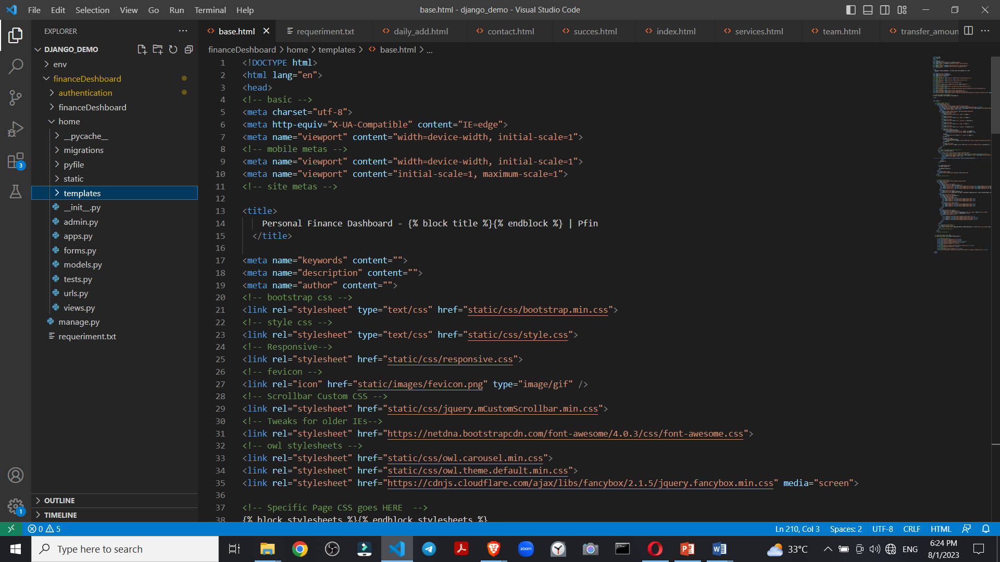 File Edit Selection View Go Run Terminal Help
base.html - django_demo - Visual Studio Code
EXPLORER
DJANGO_DEMO
env
financeDeshboard
authentication
financeDeshboard
home
__pycache__
migrations
pyfile
static
templates
__init__.py
admin.py
apps.py
forms.py
models.py
tests.py
urls.py
views.py
manage.py
requeriment.txt
OUTLINE
TIMELINE
3
1
base.html requeriment.txt daily_add.html contact.html succes.html index.html services.html team.html transfer_amoun
financeDeshboard > home > templates > base.html > ...
1 <!DOCTYPE html>
2 <html lang="en">
3 <head>
4 <!-- basic -->
5 <meta charset="utf-8">
6 <meta http-equiv="X-UA-Compatible" content="IE=edge">
7 <meta name="viewport" content="width=device-width, initial-scale=1">
8 <!-- mobile metas -->
9 <meta name="viewport" content="width=device-width, initial-scale=1">
10 <meta name="viewport" content="initial-scale=1, maximum-scale=1">
11 <!-- site metas -->
12
13 <title>
14 Personal Finance Dashboard - {% block title %}{% endblock %} | Pfin
15 </title>
16
17 <meta name="keywords" content="">
18 <meta name="description" content="">
19 <meta name="author" content="">
20 <!-- bootstrap css -->
21 <link rel="stylesheet" type="text/css" href="static/css/bootstrap.min.css">
22 <!-- style css -->
23 <link rel="stylesheet" type="text/css" href="static/css/style.css">
24 <!-- Responsive-->
25 <link rel="stylesheet" href="static/css/responsive.css">
26 <!-- fevicon -->
27 <link rel="icon" href="static/images/fevicon.png" type="image/gif" />
28 <!-- Scrollbar Custom CSS -->
29 <link rel="stylesheet" href="static/css/jquery.mCustomScrollbar.min.css">
30 <!-- Tweaks for older IEs-->
31 <link rel="stylesheet" href="https://netdna.bootstrapcdn.com/font-awesome/4.0.3/css/font-awesome.css">
32 <!-- owl stylesheets -->
33 <link rel="stylesheet" href="static/css/owl.carousel.min.css">
34 <link rel="stylesheet" href="static/css/owl.theme.default.min.css">
35 <link rel="stylesheet" href="https://cdnjs.cloudflare.com/ajax/libs/fancybox/2.1.5/jquery.fancybox.min.css" media="screen">
36
37 <!-- Specific Page CSS goes HERE  -->
38 {% block stylesheets %}{% endblock stylesheets %}
0 5
Ln 210, Col 3 Spaces: 2 UTF-8 CRLF HTML
Type here to search
zoom
33°C
ENG
6:24 PM
8/1/2023